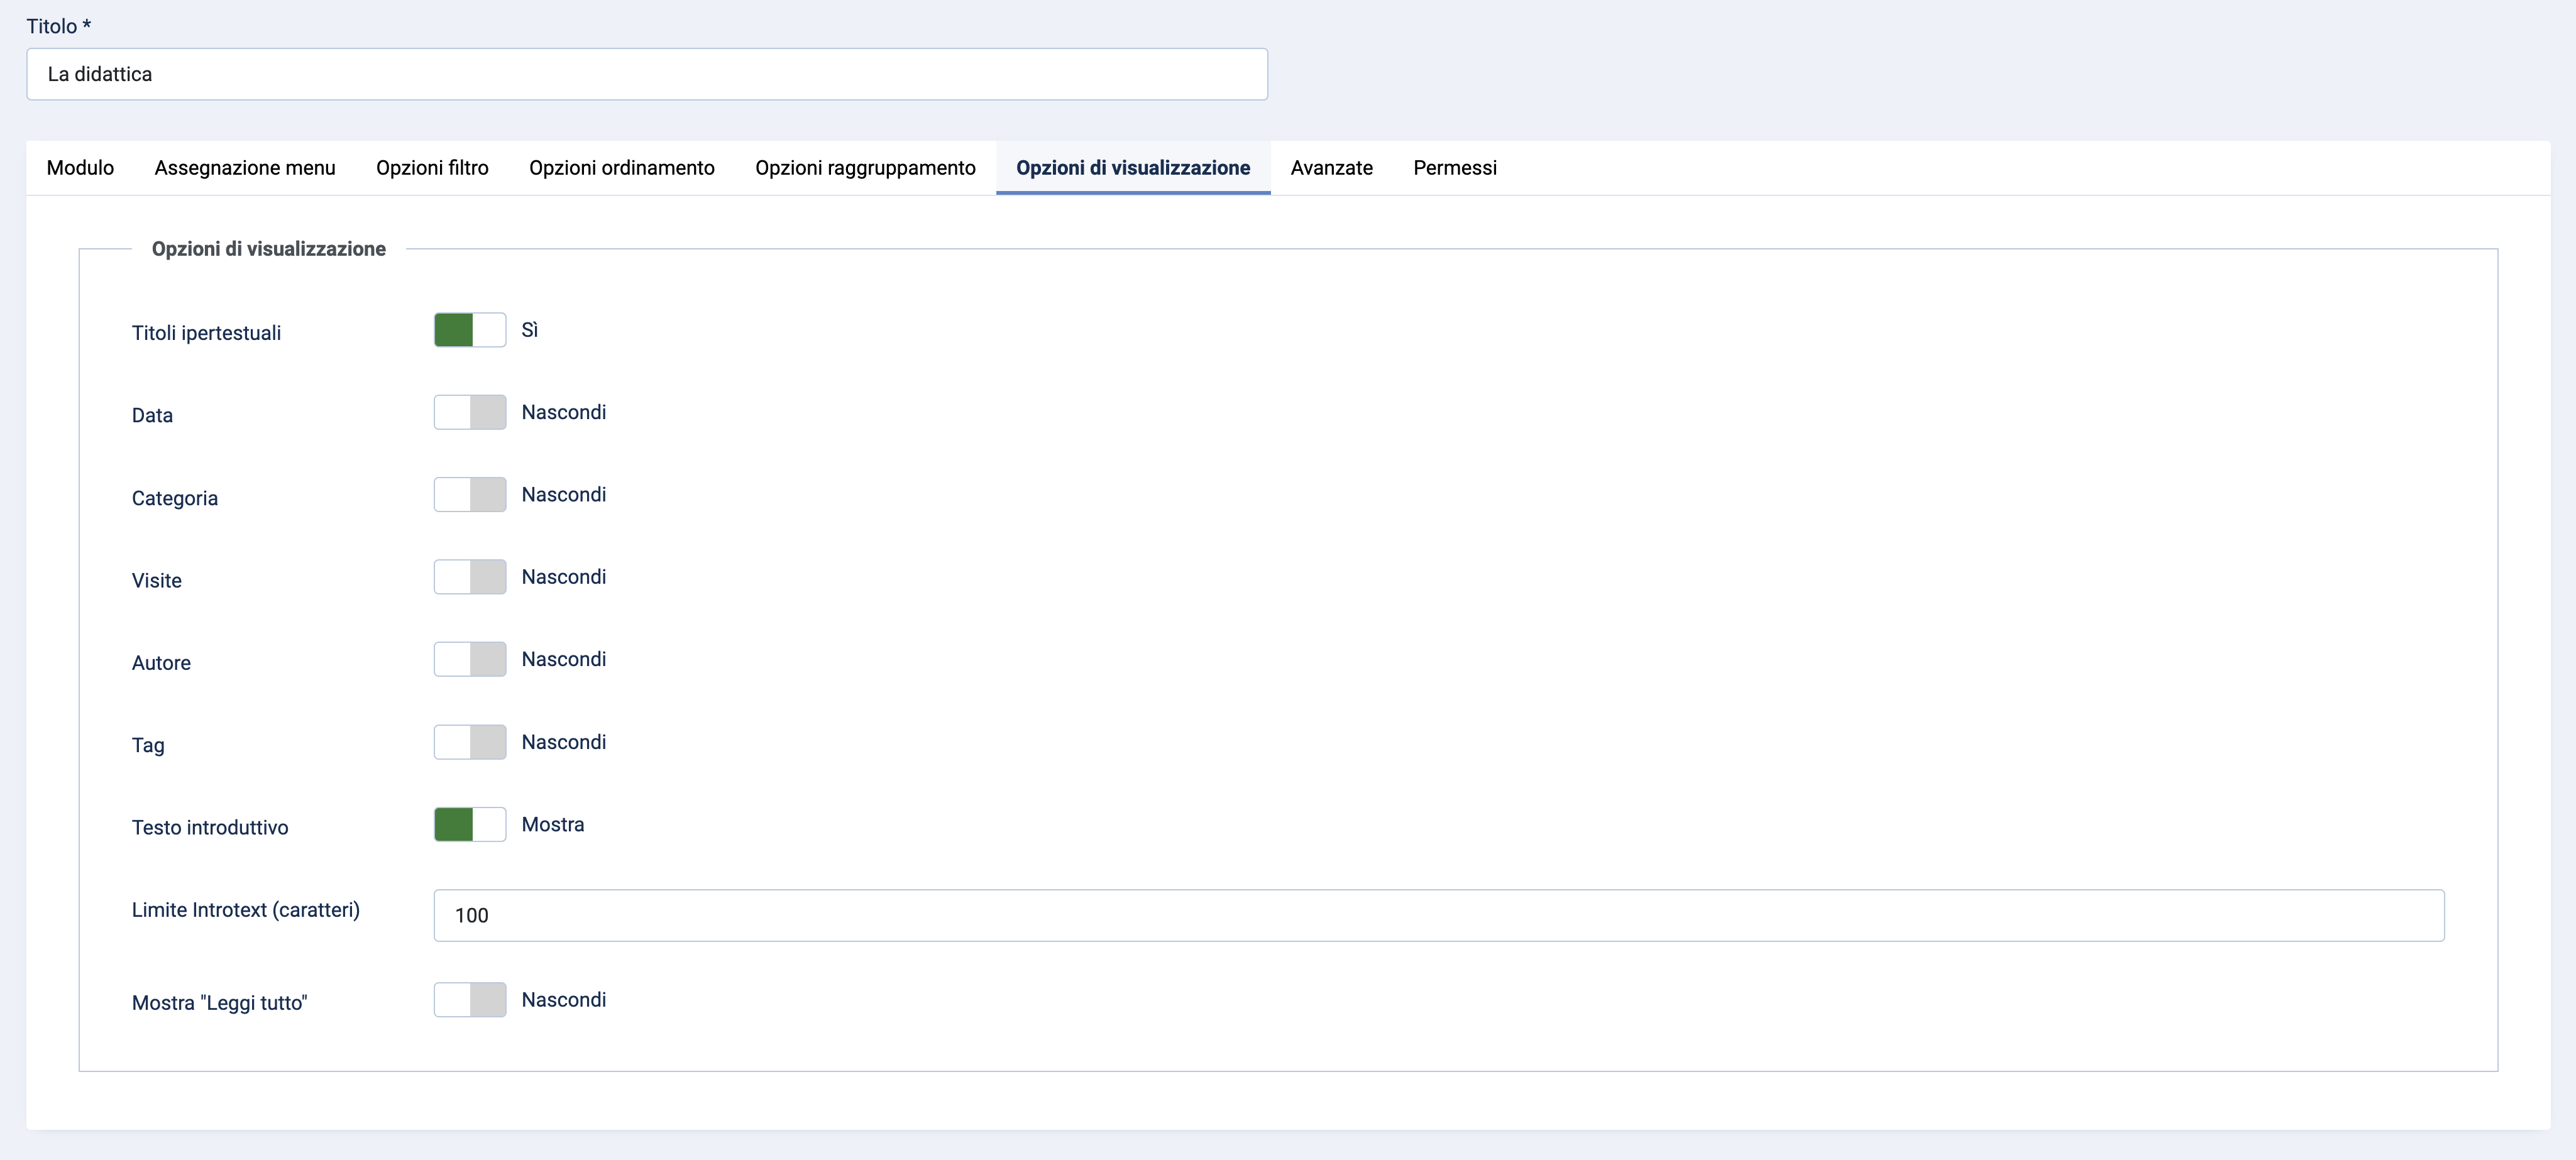 Titolo *
La didattica
Modulo Assegnazione menu Opzioni filtro Opzioni ordinamento Opzioni raggruppamento Opzioni di visualizzazione Avanzate Permessi
Opzioni di visualizzazione
Titoli ipertestuali Sì
Data Nascondi
Categoria Nascondi
Visite Nascondi
Autore Nascondi
Tag Nascondi
Testo introduttivo Mostra
Limite Introtext (caratteri) 100
Mostra "Leggi tutto" Nascondi